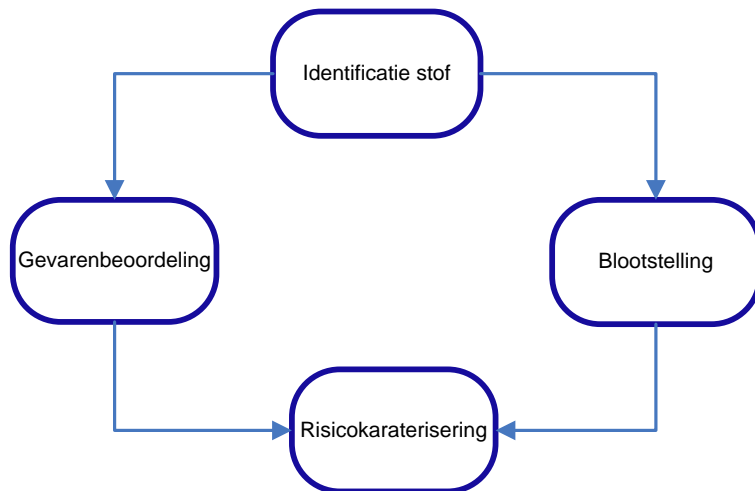 Identificatie stof
Gevarenbeoordeling
Blootstelling
Risicokaraterisering